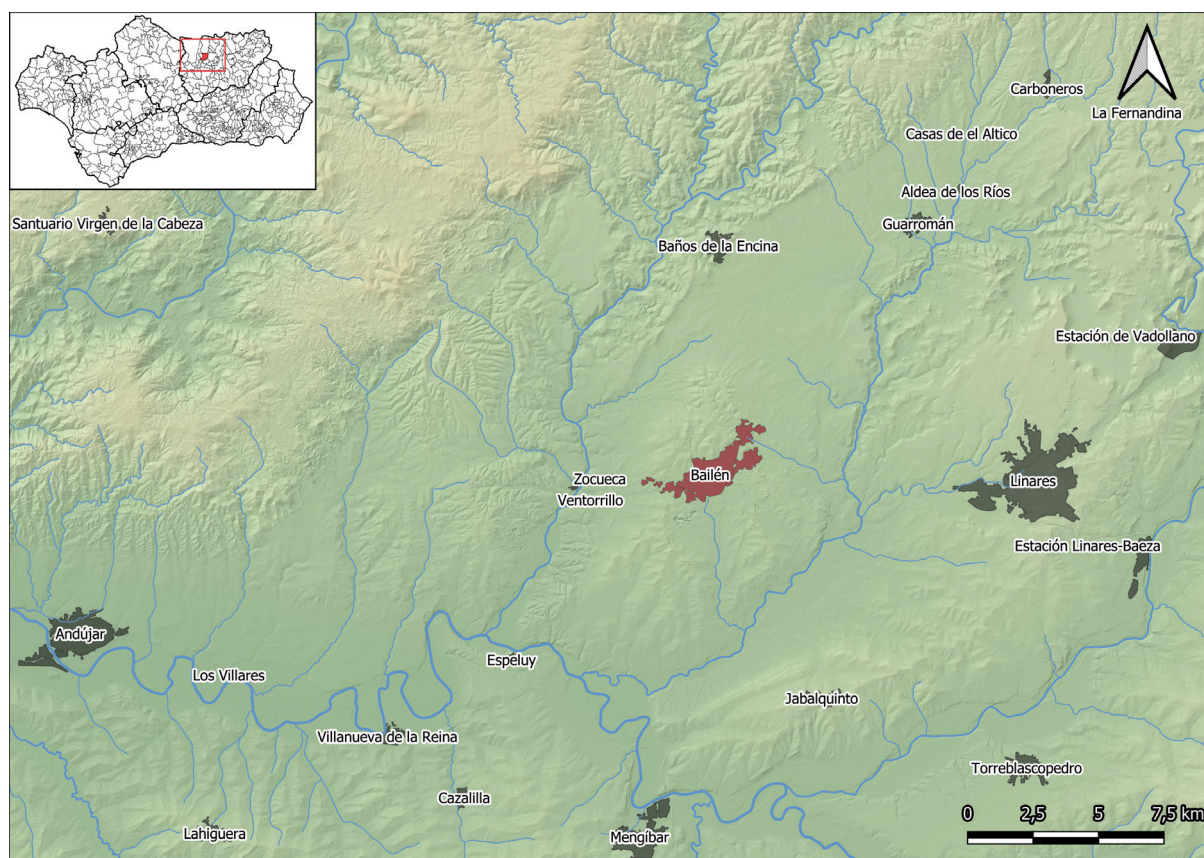 Carboneros
La Fernandina
Casas de el Altico
Aldea de los Ríos
Santuario Virgen de la Cabeza
Guarromán
Baños de la Encina
Estación de Vadollano
Bailén
Zocueca
Linares
Ventorrillo
Estación Linares-Baeza
Andújar
Espeluy
Los Villares
Jabalquinto
Villanueva de la Reina
Torreblascopedro
Cazalilla
0 2,5 5 7,5 km
Lahiguera
Mengíbar